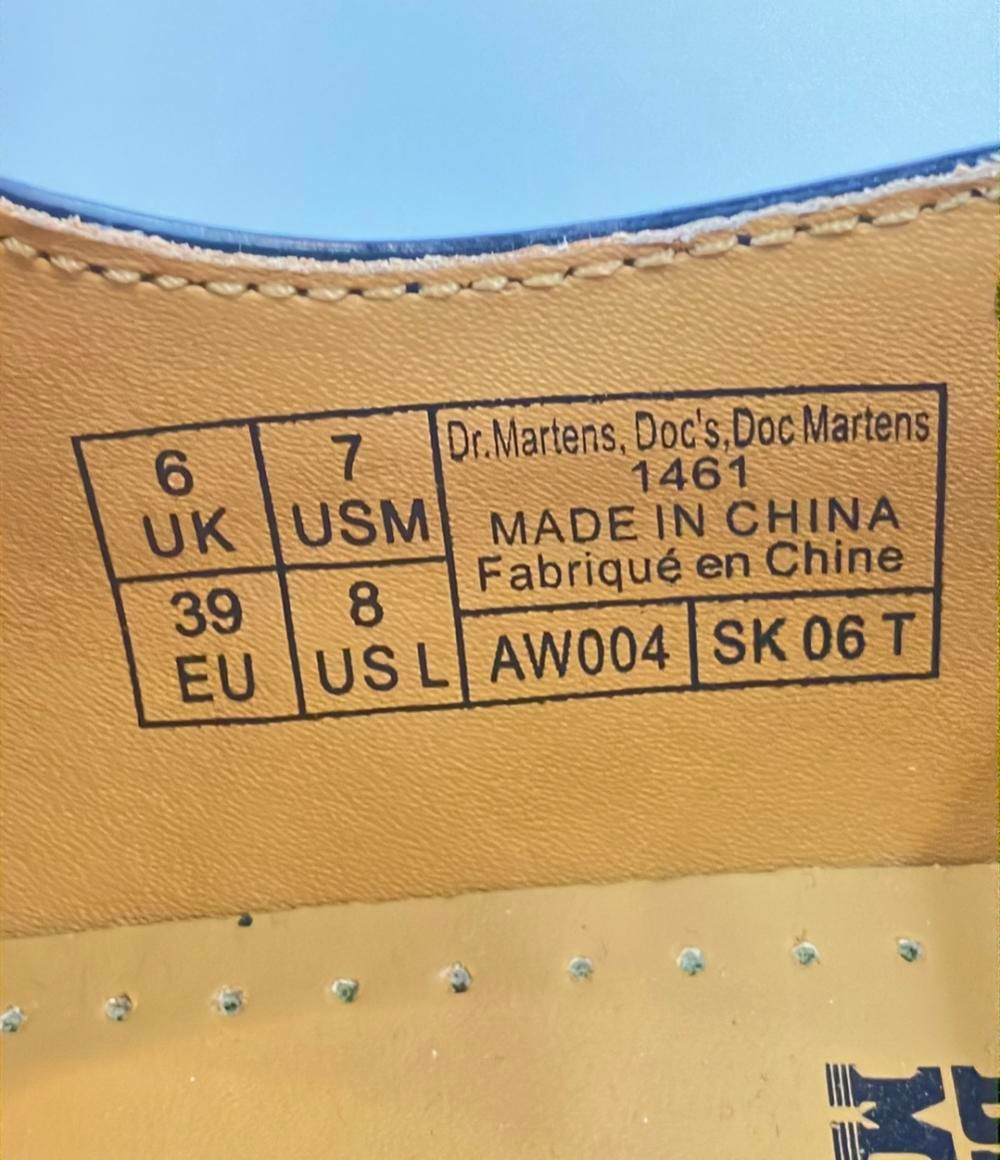 6
UK
7
USM
39
EU
8
US L
Dr.Martens, Doc's,Doc Martens
1461
MADE IN CHINA
Fabriqué en Chine
AW004
SK 06 T